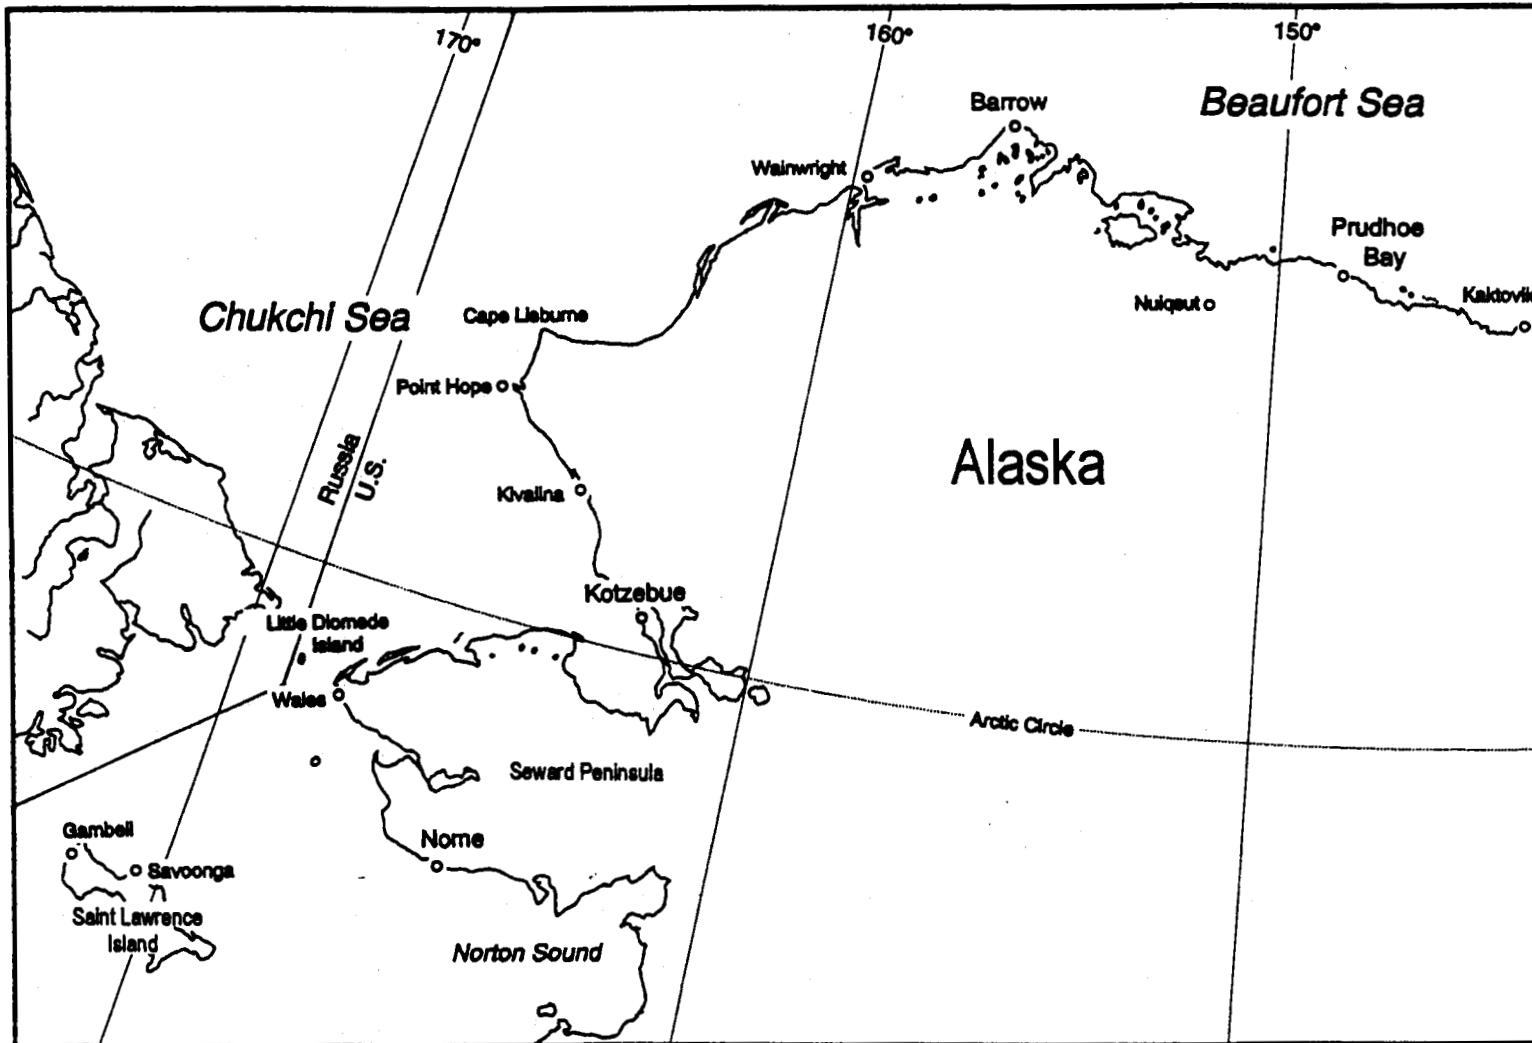 170°
160°
150°
Barrow
Beaufort Sea
Wainwright
Prudhoe
Bay
Chukchi Sea
Cape Lisburne
Nuiqsut
Kaktovik
Point Hope
Russia
U.S.
Alaska
Kivalina
Kotzebue
Little Diomede
Island
Wales
Arctic Circle
Seward Peninsula
Gambell
Nome
Savoonga
Saint Lawrence
Island
Norton Sound